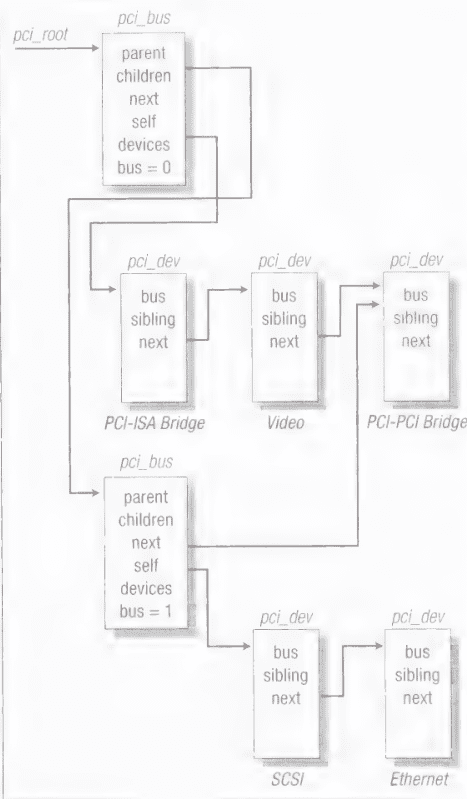 pci_bus
pci_root
parent
children
next
self
devices
bus = 0
pci_dev
bus
sibling
next
PCI-ISA Bridge
pci_dev
bus
sibling
next
Video
pci_dev
bus
sibling
next
PCI-PCI Bridge
pci_bus
parent
children
next
self
devices
bus = 1
pci_dev
bus
sibling
next
SCSI
pci_dev
bus
sibling
next
Ethernet